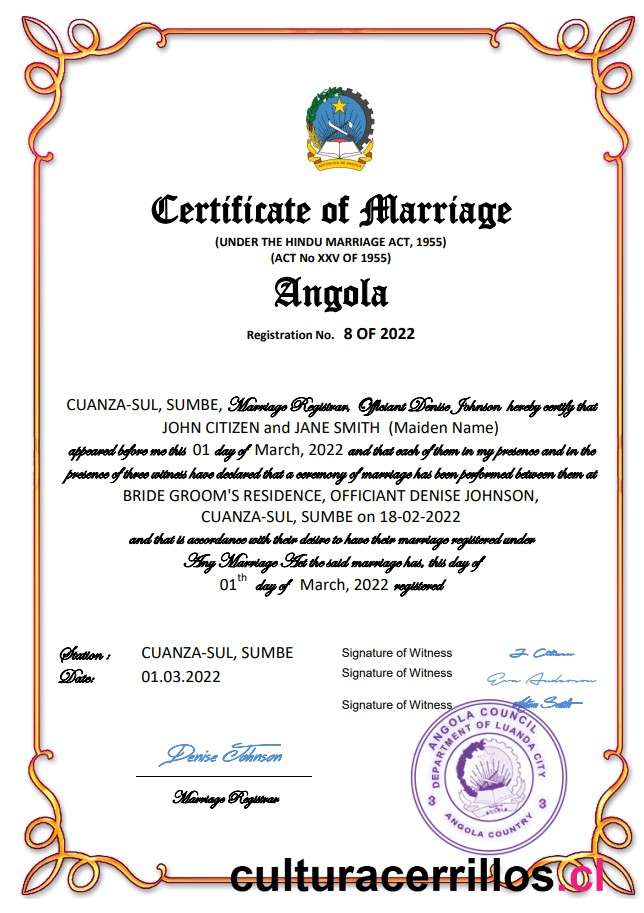 Certificate of Marriage
(UNDER THE HINDU MARRIAGE ACT, 1955)
(ACT No XXV OF 1955)
Angola
Registration No. 8 OF 2022
CUANZA-SUL, SUMBE, Marriage Registrar, Officiant Denise Johnson hereby certify that
JOHN CITIZEN and JANE SMITH (Maiden Name)
appeared before me this 01 day of March, 2022 and that each of them in my presence and in the
presence of three witness have declared that a ceremony of marriage has been performed between them at
BRIDE GROOM'S RESIDENCE, OFFICIANT DENISE JOHNSON,
CUANZA-SUL, SUMBE on 18-02-2022
and that is accordance with their desire to have their marriage registered under
Any Marriage Act the said marriage has, this day of
01th day of March, 2022 registered
Station : CUANZA-SUL, SUMBE
Date: 01.03.2022
Signature of Witness
Signature of Witness Eva Anderson
Signature of Witness
Denise Johnson
Marriage Registrar
ANGOLA COUNCIL
DEPARTMENT OF LUANDA CITY
3 3
ANGOLA COUNTRY
culturacerrillos.cl